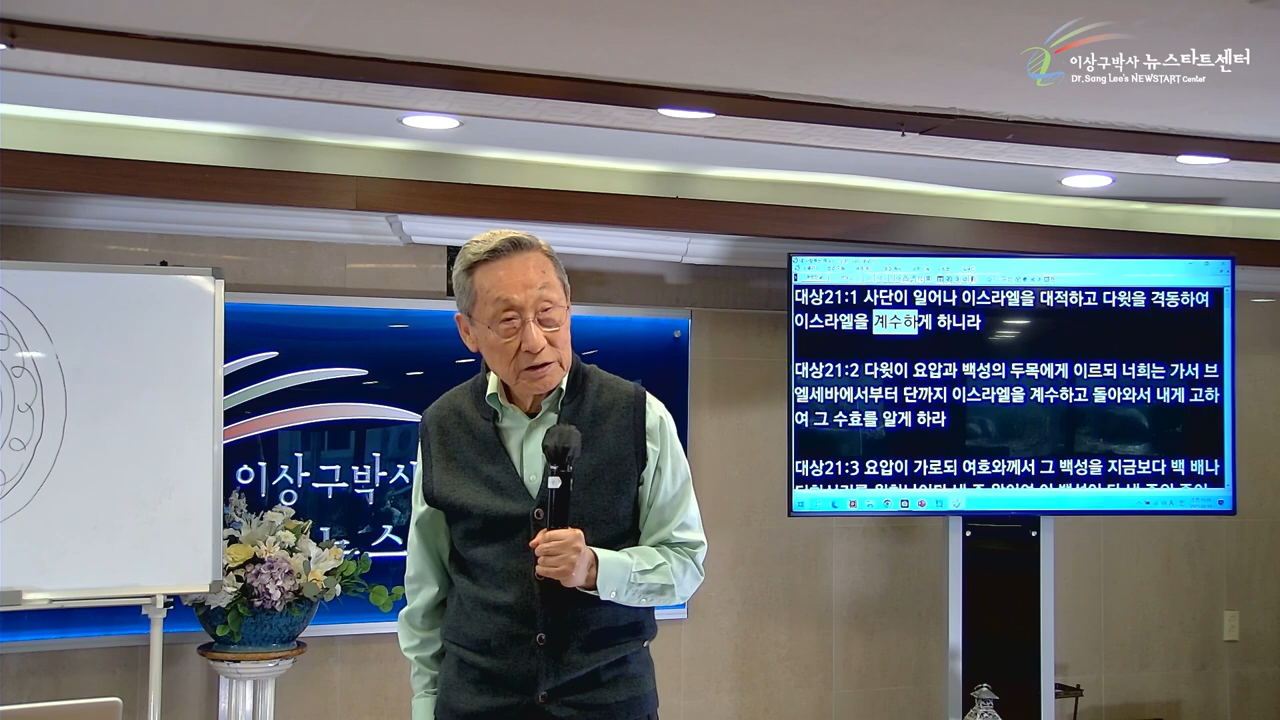 이상구박사 뉴스타트센터
Dr. Sang Lee's NEWSTART Center
대상21:1 사단이 일어나 이스라엘을 대적하고 다윗을 격동하여
이스라엘을 계수하게 하니라
대상21:2 다윗이 요압과 백성의 두목에게 이르되 너희는 가서 브
엘세바에서부터 단까지 이스라엘을 계수하고 돌아와서 내게 고하
여 그 수효를 알게 하라
대상21:3 요압이 가로되 여호와께서 그 백성을 지금보다 백 배나
이상구박사
뉴스